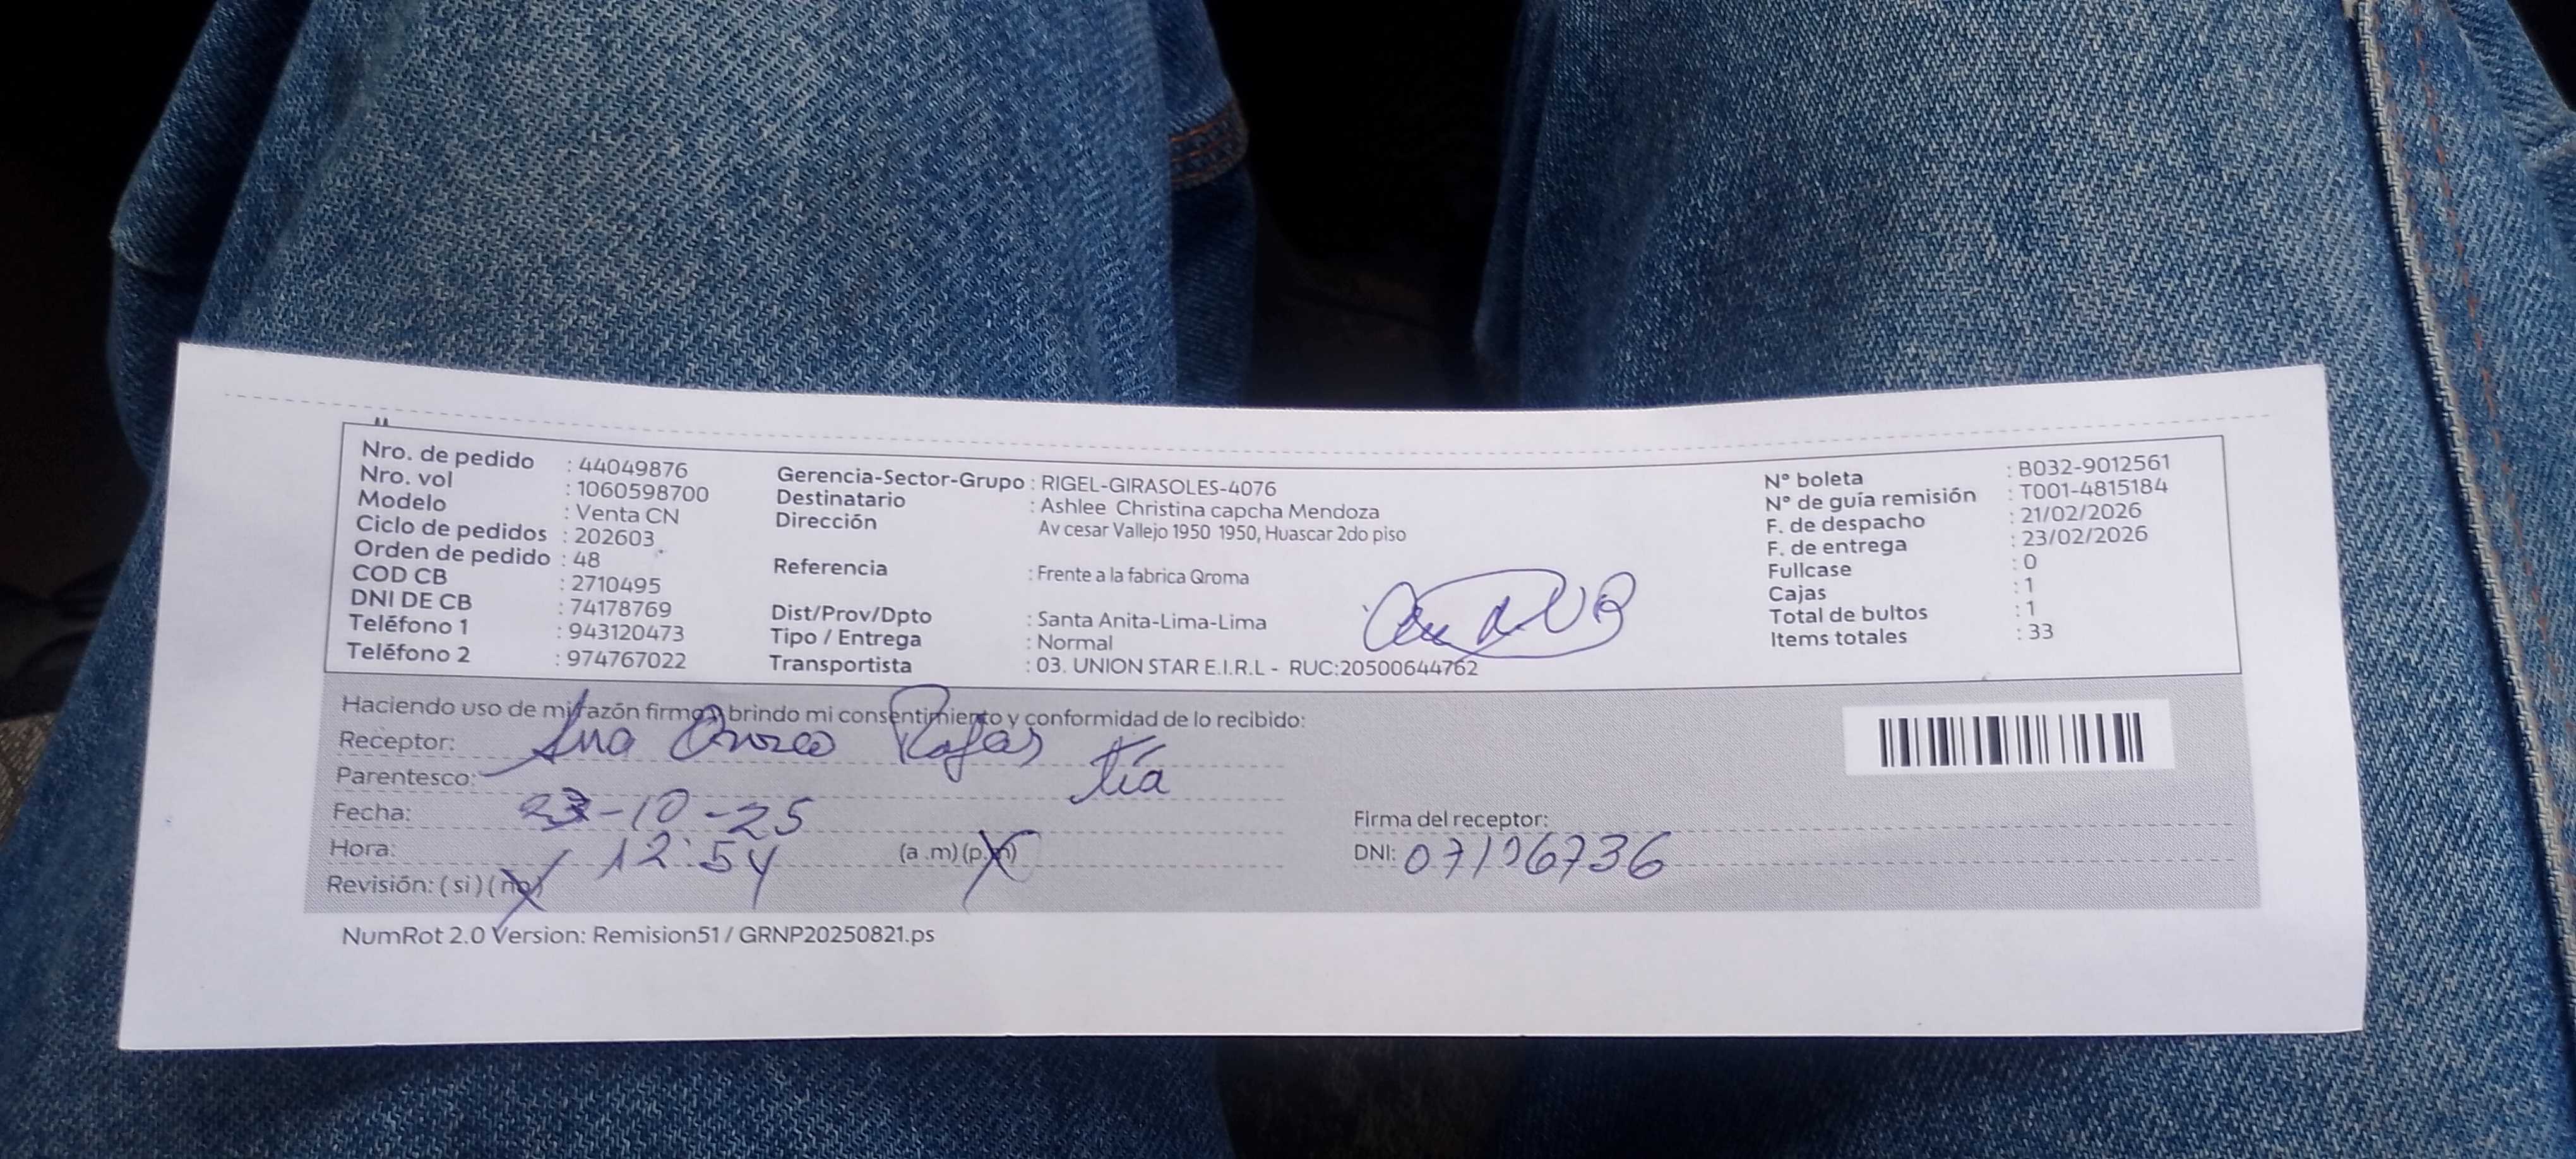 Nro. de pedido : 44049876
Nro. vol : 1060598700
Modelo : Venta CN
Ciclo de pedidos : 202603
Orden de pedido : 48
COD CB : 2710495
DNI DE CB : 74178769
Teléfono 1 : 943120473
Teléfono 2 : 974767022
Gerencia-Sector-Grupo : RIGEL-GIRASOLES-4076
Destinatario : Ashlee Christina capcha Mendoza
Dirección Av cesar Vallejo 1950 1950, Huascar 2do piso
Referencia : Frente a la fabrica Qroma
Dist/Prov/Dpto : Santa Anita-Lima-Lima
Tipo / Entrega : Normal
Transportista : 03. UNION STAR E.I.R.L - RUC:20500644762
N° boleta : B032-9012561
N° de guía remisión : T001-4815184
F. de despacho : 21/02/2026
F. de entrega : 23/02/2026
Fullcase : 0
Cajas : 1
Total de bultos : 1
Items totales : 33
Haciendo uso de mi razón firmo y brindo mi consentimiento y conformidad de lo recibido:
Receptor: Ana Orozco Rojas
Parentesco: tía
Fecha: 23-10-25
Hora: 12:54 (a .m) (p.m)
Revisión: ( si ) ( no )
Firma del receptor:
DNI: 07196736
NumRot 2.0 Version: Remision51 / GRNP20250821.ps